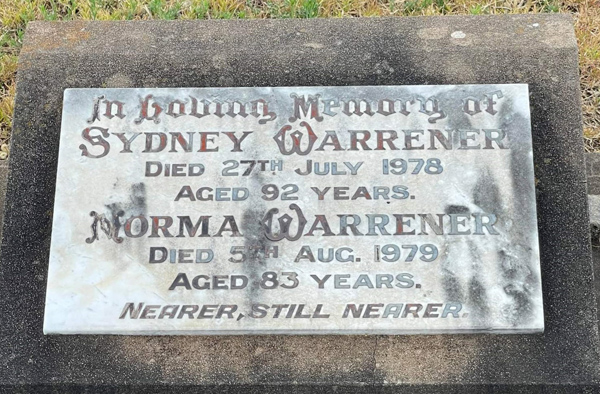 In Loving Memory of
SYDNEY WARRENER
DIED 27TH JULY 1978
AGED 92 YEARS.
NORMA WARRENER
DIED 5TH AUG. 1979
AGED 83 YEARS.
NEARER, STILL NEARER.